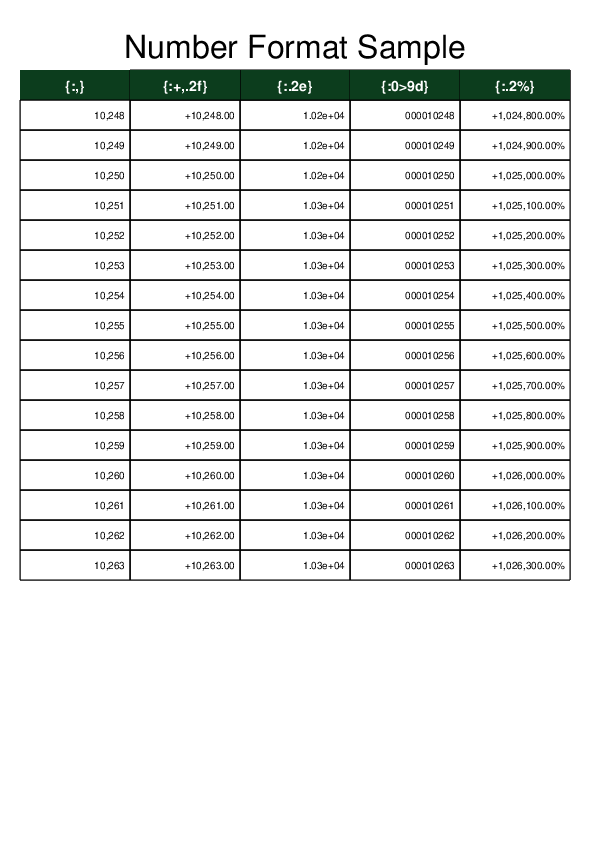 Number Format Sample
{:,} {:+,.2f} {:.2e} {:0>9d} {:.2%}
10,248 +10,248.00 1.02e+04 000010248 +1,024,800.00%
10,249 +10,249.00 1.02e+04 000010249 +1,024,900.00%
10,250 +10,250.00 1.02e+04 000010250 +1,025,000.00%
10,251 +10,251.00 1.03e+04 000010251 +1,025,100.00%
10,252 +10,252.00 1.03e+04 000010252 +1,025,200.00%
10,253 +10,253.00 1.03e+04 000010253 +1,025,300.00%
10,254 +10,254.00 1.03e+04 000010254 +1,025,400.00%
10,255 +10,255.00 1.03e+04 000010255 +1,025,500.00%
10,256 +10,256.00 1.03e+04 000010256 +1,025,600.00%
10,257 +10,257.00 1.03e+04 000010257 +1,025,700.00%
10,258 +10,258.00 1.03e+04 000010258 +1,025,800.00%
10,259 +10,259.00 1.03e+04 000010259 +1,025,900.00%
10,260 +10,260.00 1.03e+04 000010260 +1,026,000.00%
10,261 +10,261.00 1.03e+04 000010261 +1,026,100.00%
10,262 +10,262.00 1.03e+04 000010262 +1,026,200.00%
10,263 +10,263.00 1.03e+04 000010263 +1,026,300.00%